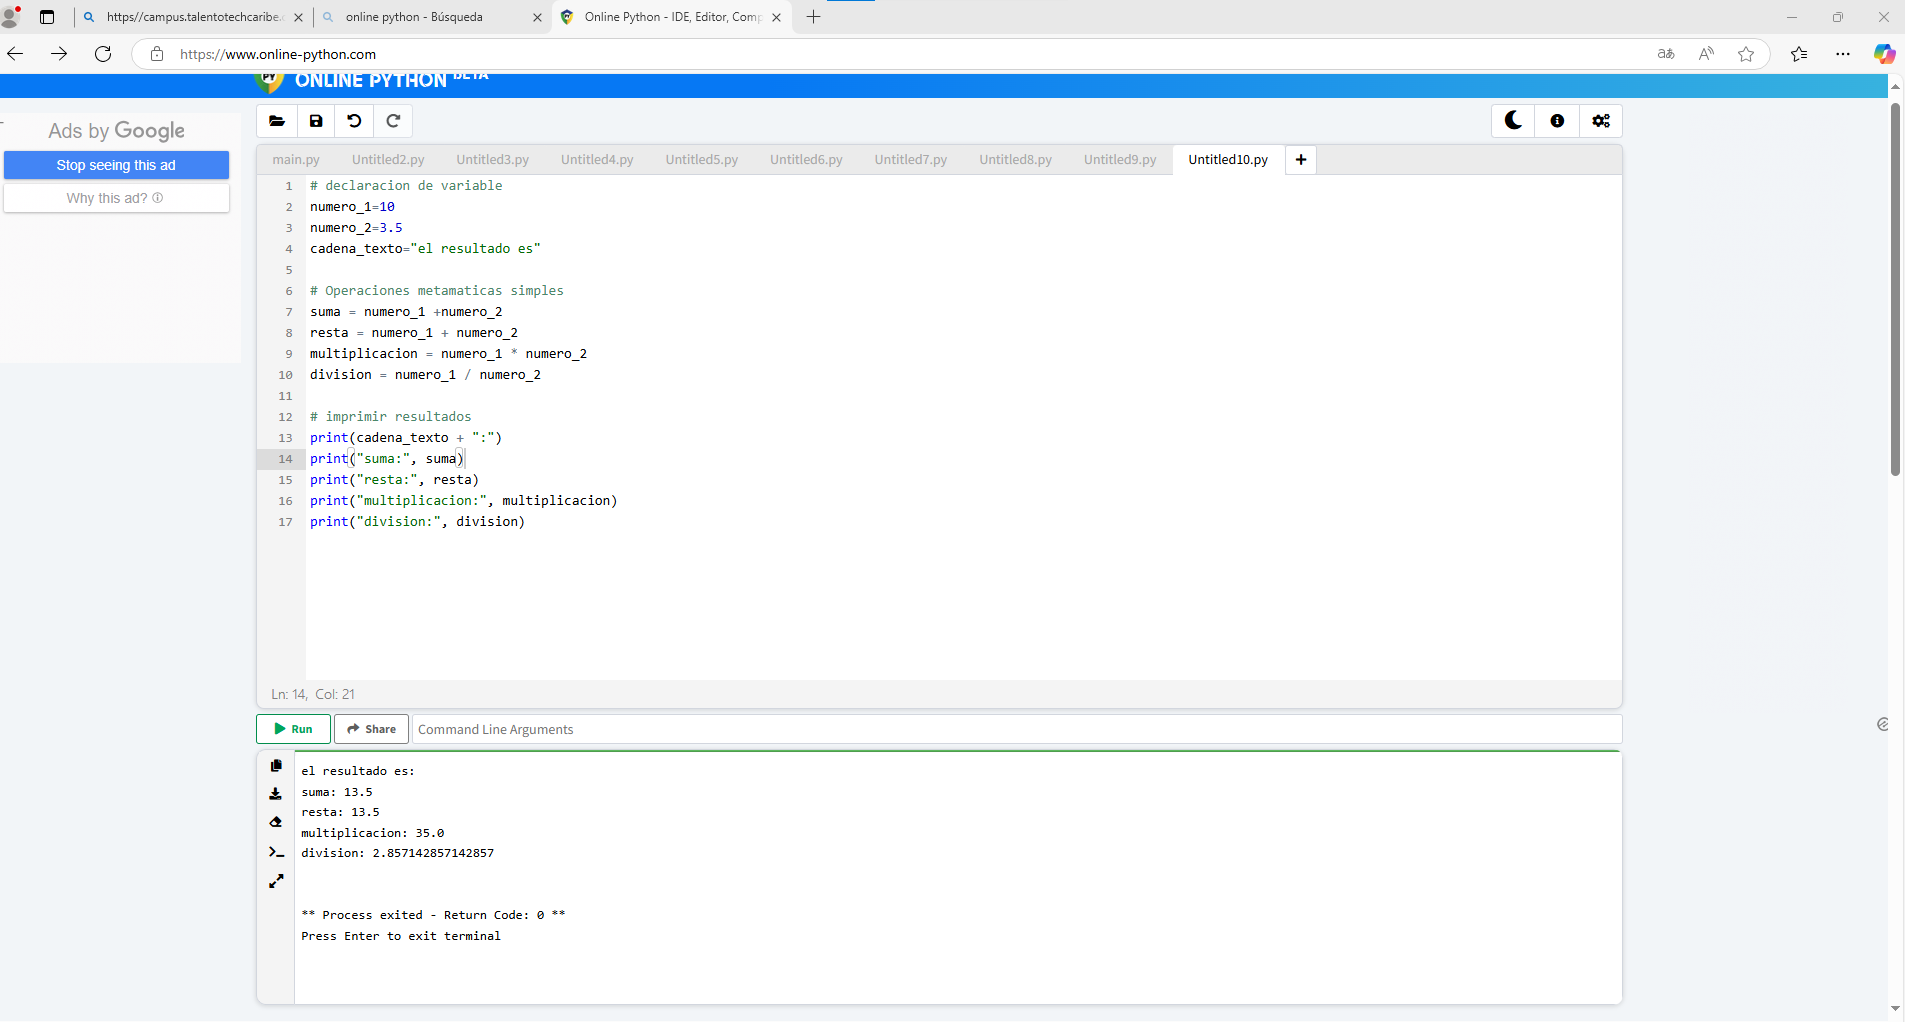 https//campus.talentotechcaribe.c
online python - Búsqueda
Online Python - IDE, Editor, Comp
https://www.online-python.com
PY ONLINE PYTHON BETA
Ads by Google
Stop seeing this ad
Why this ad?
main.py Untitled2.py Untitled3.py Untitled4.py Untitled5.py Untitled6.py Untitled7.py Untitled8.py Untitled9.py Untitled10.py +
1 # declaracion de variable
2 numero_1=10
3 numero_2=3.5
4 cadena_texto="el resultado es"
5
6 # Operaciones metamaticas simples
7 suma = numero_1 +numero_2
8 resta = numero_1 + numero_2
9 multiplicacion = numero_1 * numero_2
10 division = numero_1 / numero_2
11
12 # imprimir resultados
13 print(cadena_texto + ":")
14 print("suma:", suma)
15 print("resta:", resta)
16 print("multiplicacion:", multiplicacion)
17 print("division:", division)
Ln: 14, Col: 21
Run Share Command Line Arguments
el resultado es:
suma: 13.5
resta: 13.5
multiplicacion: 35.0
division: 2.857142857142857
** Process exited - Return Code: 0 **
Press Enter to exit terminal